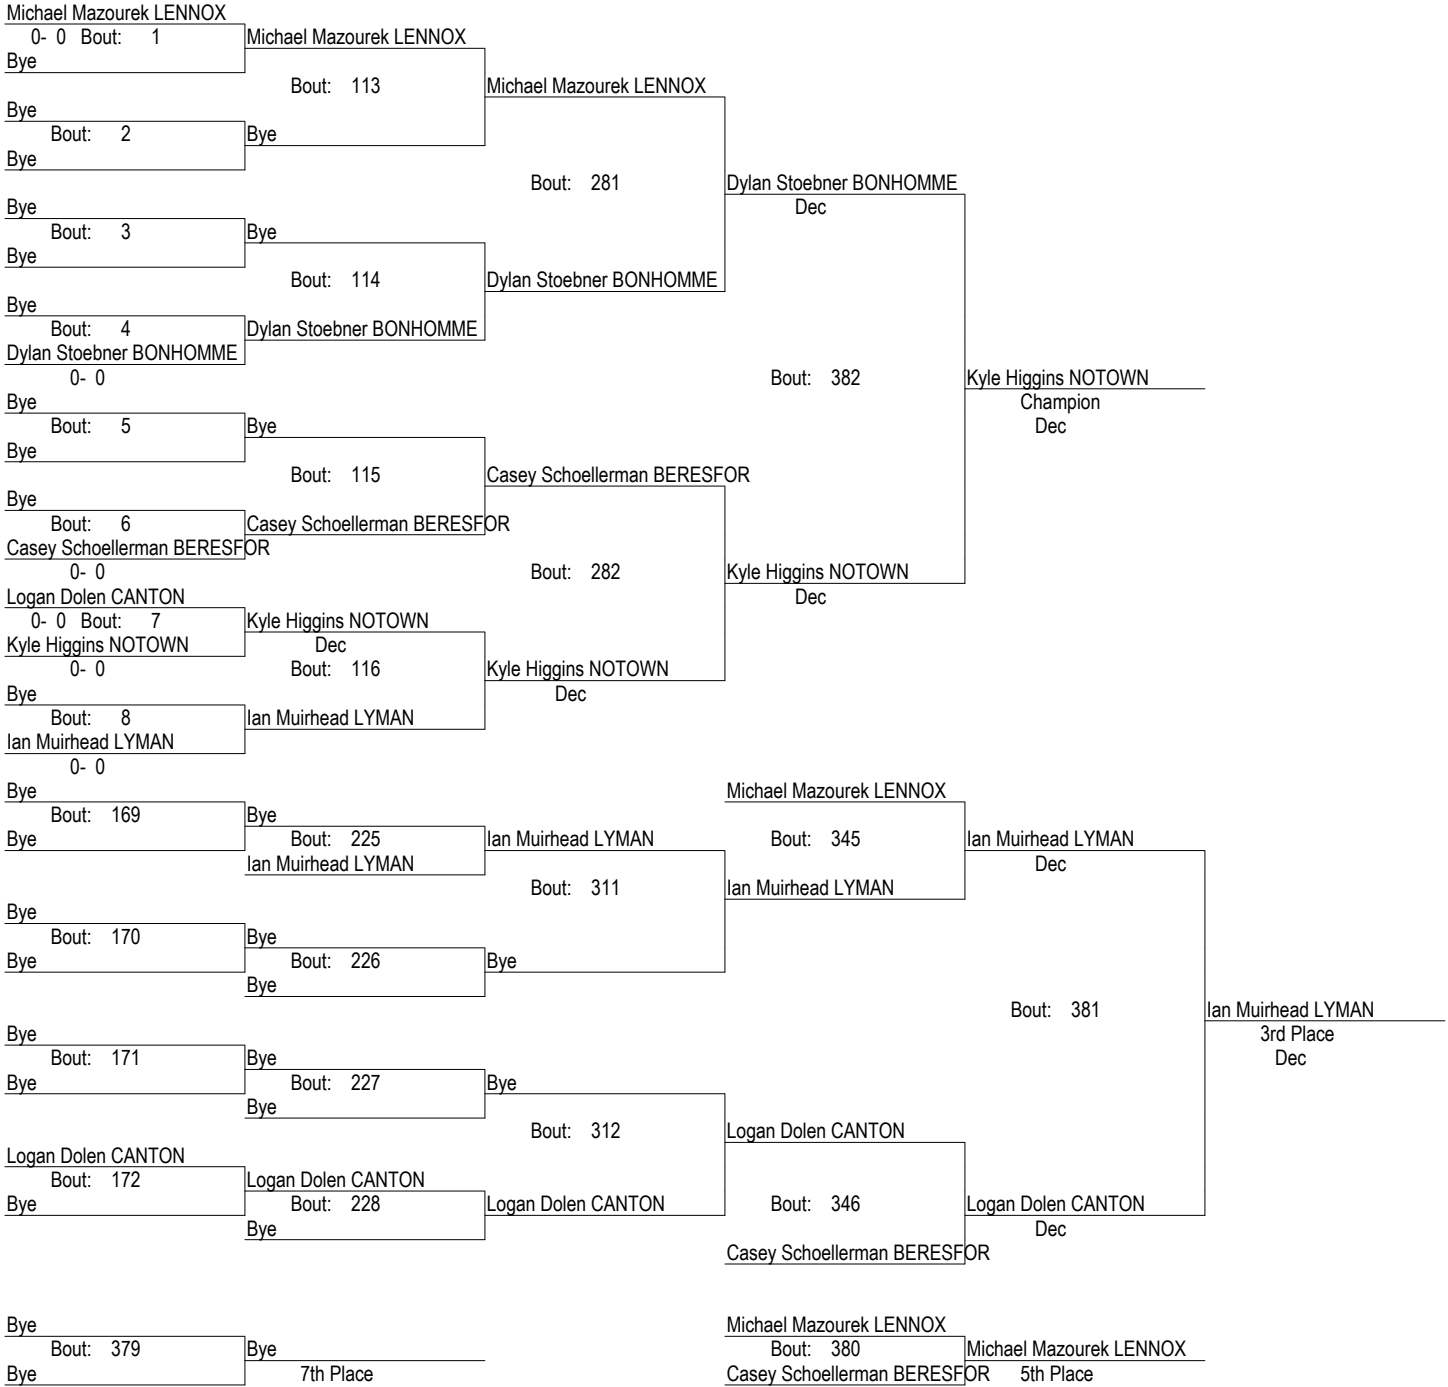 Michael Mazourek LENNOX
0- 0 Bout: 1 Michael Mazourek LENNOX
Bye
Bout: 113 Michael Mazourek LENNOX
Bye
Bout: 2 Bye
Bye
Bout: 281 Dylan Stoebner BONHOMME
Dec
Bye
Bout: 3 Bye
Bye
Bout: 114 Dylan Stoebner BONHOMME
Bye
Bout: 4 Dylan Stoebner BONHOMME
Dylan Stoebner BONHOMME
0- 0 Bout: 382 Kyle Higgins NOTOWN
Bye Champion
Bout: 5 Bye Dec
Bye
Bout: 115 Casey Schoellerman BERESFOR
Bye
Bout: 6 Casey Schoellerman BERESFOR
Casey Schoellerman BERESFOR
0- 0 Bout: 282 Kyle Higgins NOTOWN
Logan Dolen CANTON Dec
0- 0 Bout: 7 Kyle Higgins NOTOWN
Kyle Higgins NOTOWN Dec
0- 0 Bout: 116 Kyle Higgins NOTOWN
Bye Dec
Bout: 8 Ian Muirhead LYMAN
Ian Muirhead LYMAN
0- 0
Bye Michael Mazourek LENNOX
Bout: 169 Bye
Bye Bout: 225 Ian Muirhead LYMAN Bout: 345 Ian Muirhead LYMAN
Ian Muirhead LYMAN Dec
Bout: 311 Ian Muirhead LYMAN
Bye
Bout: 170 Bye
Bye Bout: 226 Bye
Bye
Bout: 381 Ian Muirhead LYMAN
Bye 3rd Place
Bout: 171 Bye Dec
Bye Bout: 227 Bye
Bye
Bout: 312 Logan Dolen CANTON
Logan Dolen CANTON
Bout: 172 Logan Dolen CANTON
Bye Bout: 228 Logan Dolen CANTON Bout: 346 Logan Dolen CANTON
Bye Dec
Casey Schoellerman BERESFOR
Bye Michael Mazourek LENNOX
Bout: 379 Bye Bout: 380 Michael Mazourek LENNOX
Bye 7th Place Casey Schoellerman BERESFOR 5th Place